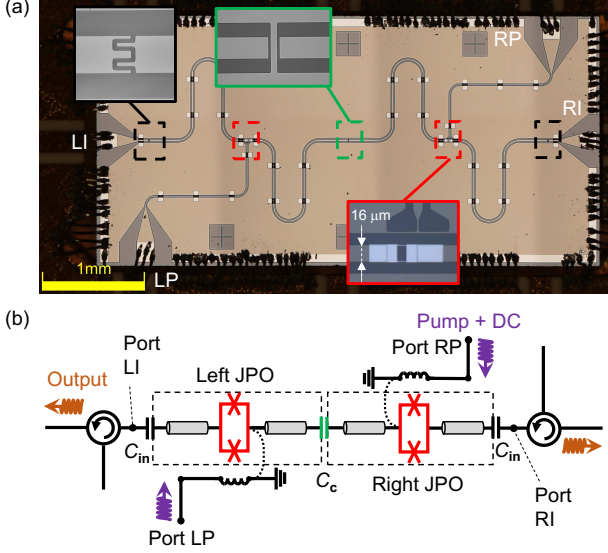 (a)
RP
LI
RI
16 μm
1mm
LP
(b)
Pump + DC
Port RP
Port
LI
Left JPO
Output
Cin
Cc
Cin
Right JPO
Port LP
Port
RI